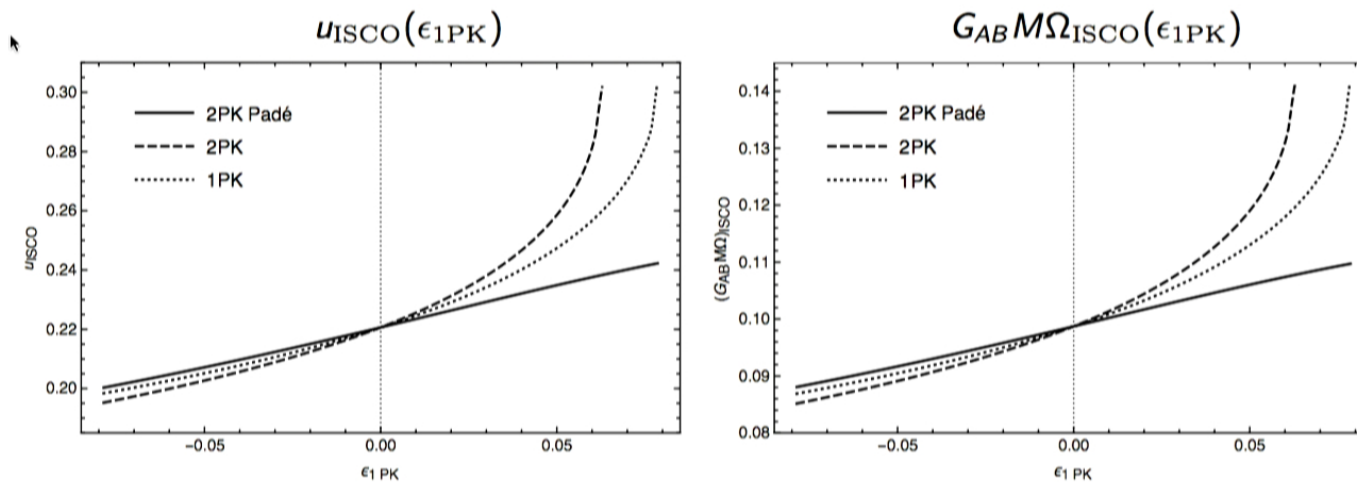 u_ISCO(ϵ_1PK)
0.30
0.28
0.26
0.24
0.22
0.20
u_ISCO
2PK Padé
2PK
1PK
−0.05 0.00 0.05
ϵ_1 PK
G_AB MΩ_ISCO(ϵ_1PK)
0.14
0.13
0.12
0.11
0.10
0.09
0.08
(G_AB MΩ)_ISCO
2PK Padé
2PK
1PK
−0.05 0.00 0.05
ϵ_1 PK